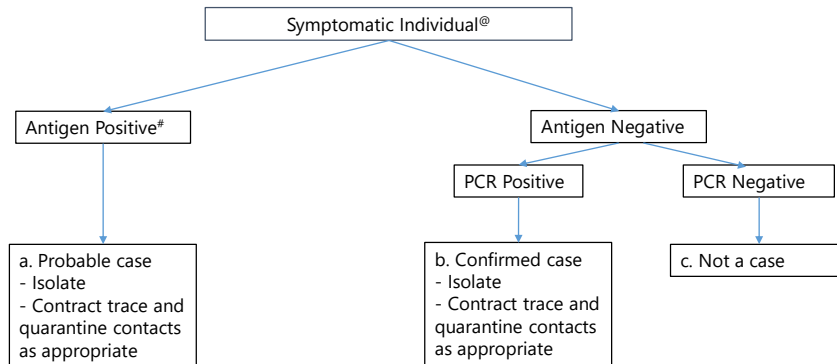 Symptomatic Individual@
Antigen Positive#
Antigen Negative
PCR Positive
PCR Negative
a. Probable case
- Isolate
- Contract trace and
quarantine contacts
as appropriate
b. Confirmed case
- Isolate
- Contract trace and
quarantine contacts
as appropriate
c. Not a case